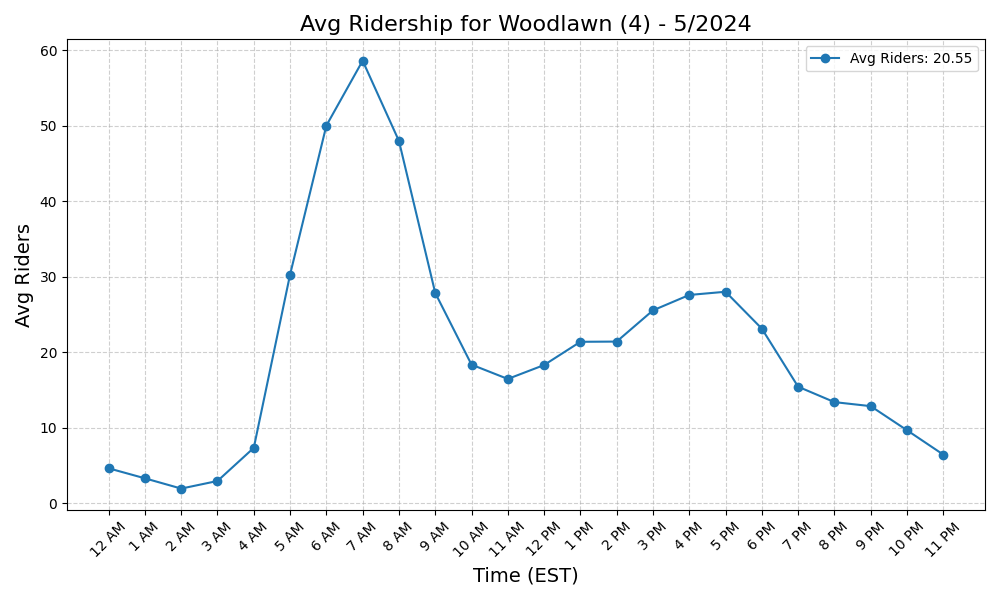 Avg Ridership for Woodlawn (4) - 5/2024
Avg Riders: 20.55
Avg Riders
60
50
40
30
20
10
0
12 AM
1 AM
2 AM
3 AM
4 AM
5 AM
6 AM
7 AM
8 AM
9 AM
10 AM
11 AM
12 PM
1 PM
2 PM
3 PM
4 PM
5 PM
6 PM
7 PM
8 PM
9 PM
10 PM
11 PM
Time (EST)